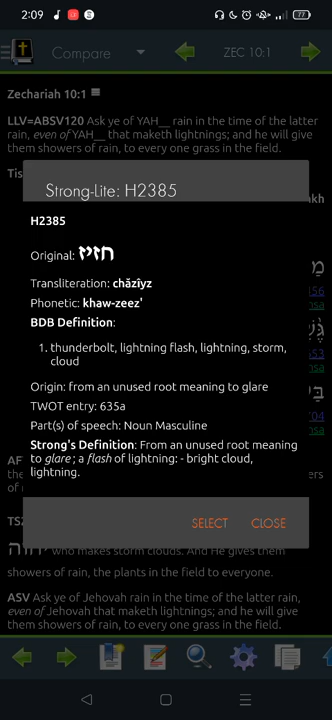 2:09
77
Compare
ZEC 10:1
Zechariah 10:1
LLV=ABSV120 Ask ye of YAH__ rain in the time of the latter
rain, even of YAH__ that maketh lightnings; and he will give
them showers of rain, to every one grass in the field.
Tis
akh
Strong-Lite: H2385
H2385
Original: חזיז
Transliteration: chăzîyz
Phonetic: khaw-zeez'
BDB Definition:
1. thunderbolt, lightning flash, lightning, storm,
cloud
Origin: from an unused root meaning to glare
TWOT entry: 635a
Part(s) of speech: Noun Masculine
Strong's Definition: From an unused root meaning
to glare; a flash of lightning: - bright cloud,
lightning.
SELECT
CLOSE
who makes storm clouds. And He gives them
showers of rain, the plants in the field to everyone.
ASV Ask ye of Jehovah rain in the time of the latter rain,
even of Jehovah that maketh lightnings; and he will give
them showers of rain, to every one grass in the field.